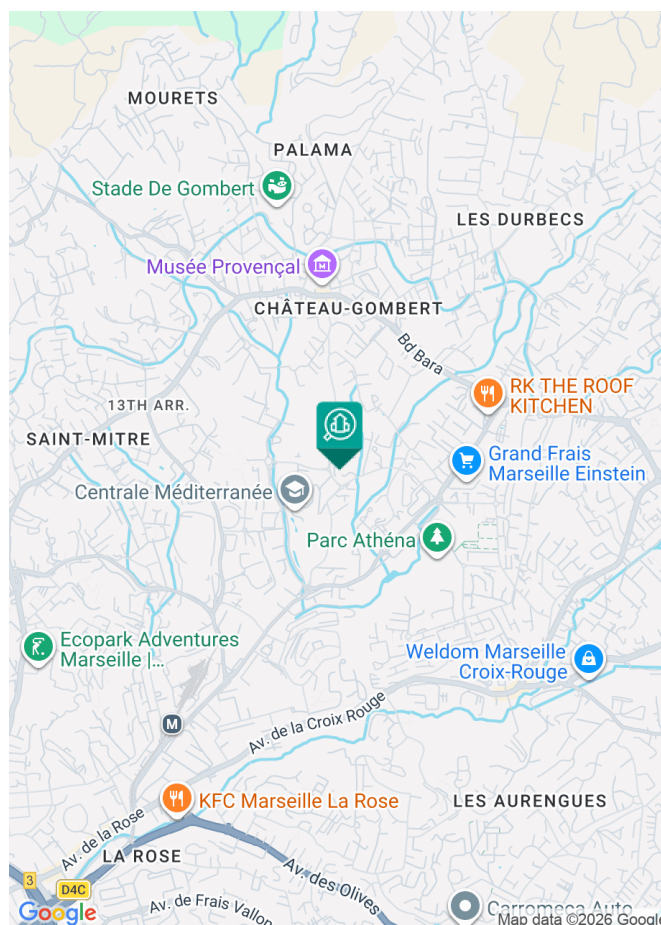 MOURETS
PALAMA
Stade De Gombert
LES DURBECS
Musée Provençal
CHÂTEAU-GOMBERT
Bd Bara
RK THE ROOF
KITCHEN
13TH ARR.
SAINT-MITRE
Grand Frais
Marseille Einstein
Centrale Méditerranée
Parc Athéna
Ecopark Adventures
Marseille |...
Weldom Marseille
Croix-Rouge
M
Av. de la Croix Rouge
KFC Marseille La Rose
LES AURENGUES
Av. de la Rose
LA ROSE
Av. des Olives
3
D4C
Av. de Frais Vallon
Carromeca Auto
Google
Map data ©2026 Google